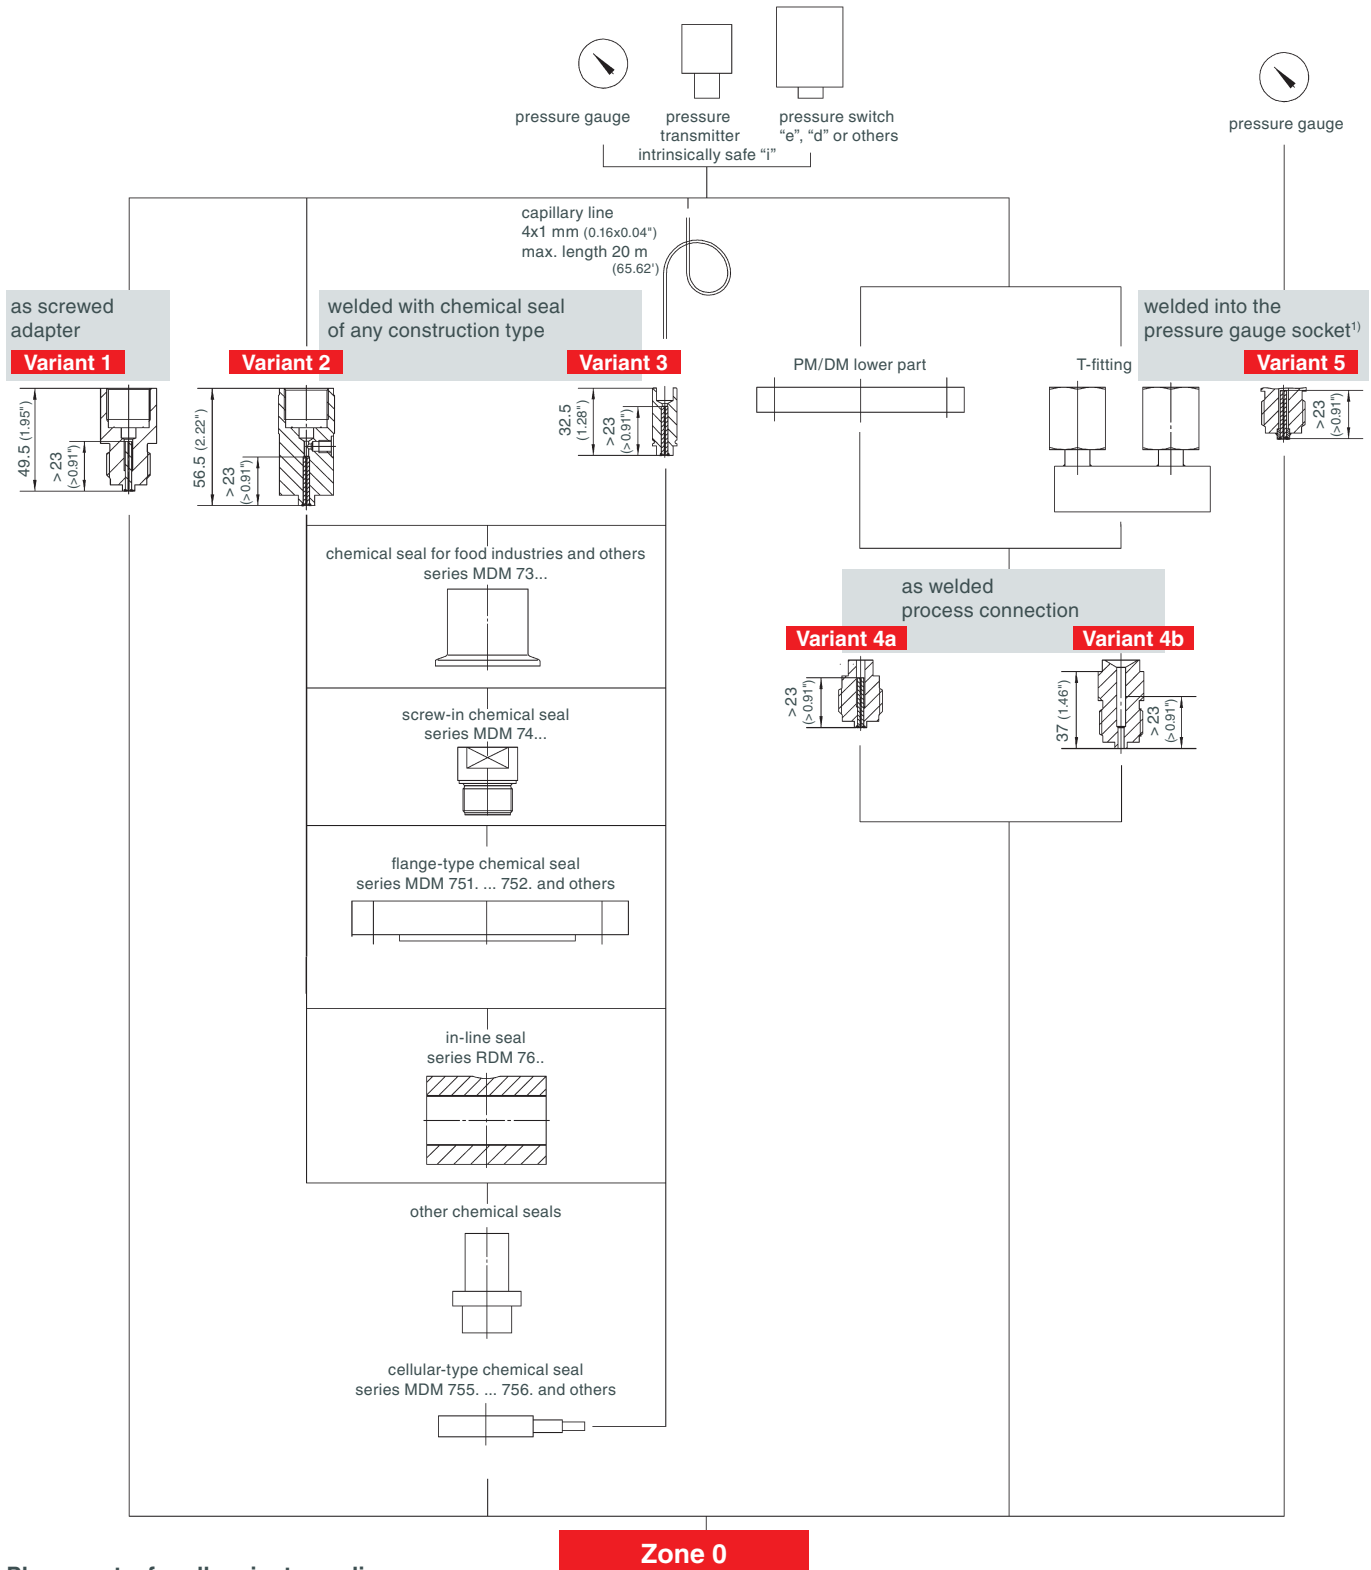 pressure gauge
pressure
transmitter
intrinsically safe “i”
pressure switch
“e”, “d” or others
pressure gauge
capillary line
4x1 mm (0.16x0.04")
max. length 20 m
(65.62')
as screwed
adapter
Variant 1
welded with chemical seal
of any construction type
Variant 2
Variant 3
welded into the
pressure gauge socket1)
Variant 5
PM/DM lower part
T-fitting
49.5 (1.95")
>23
(>0.91")
56.5 (2.22")
>23
(>0.91")
32.5
(1.28")
>23
(>0.91")
>23
(>0.91")
chemical seal for food industries and others
series MDM 73...
as welded
process connection
Variant 4a
Variant 4b
>23
(>0.91")
37 (1.46")
>23
(>0.91")
screw-in chemical seal
series MDM 74...
flange-type chemical seal
series MDM 751. ... 752. and others
in-line seal
series RDM 76..
other chemical seals
cellular-type chemical seal
series MDM 755. ... 756. and others
Zone 0